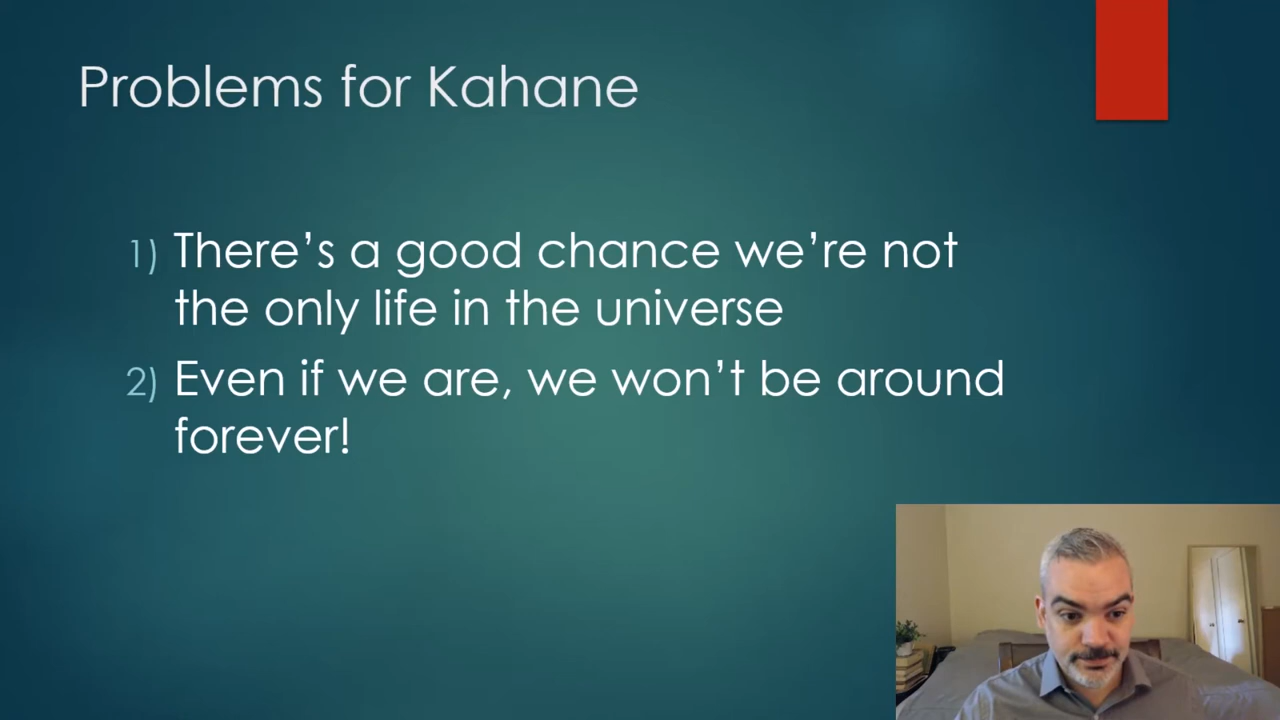 Problems for Kahane
1) There’s a good chance we’re not
the only life in the universe
2) Even if we are, we won’t be around
forever!